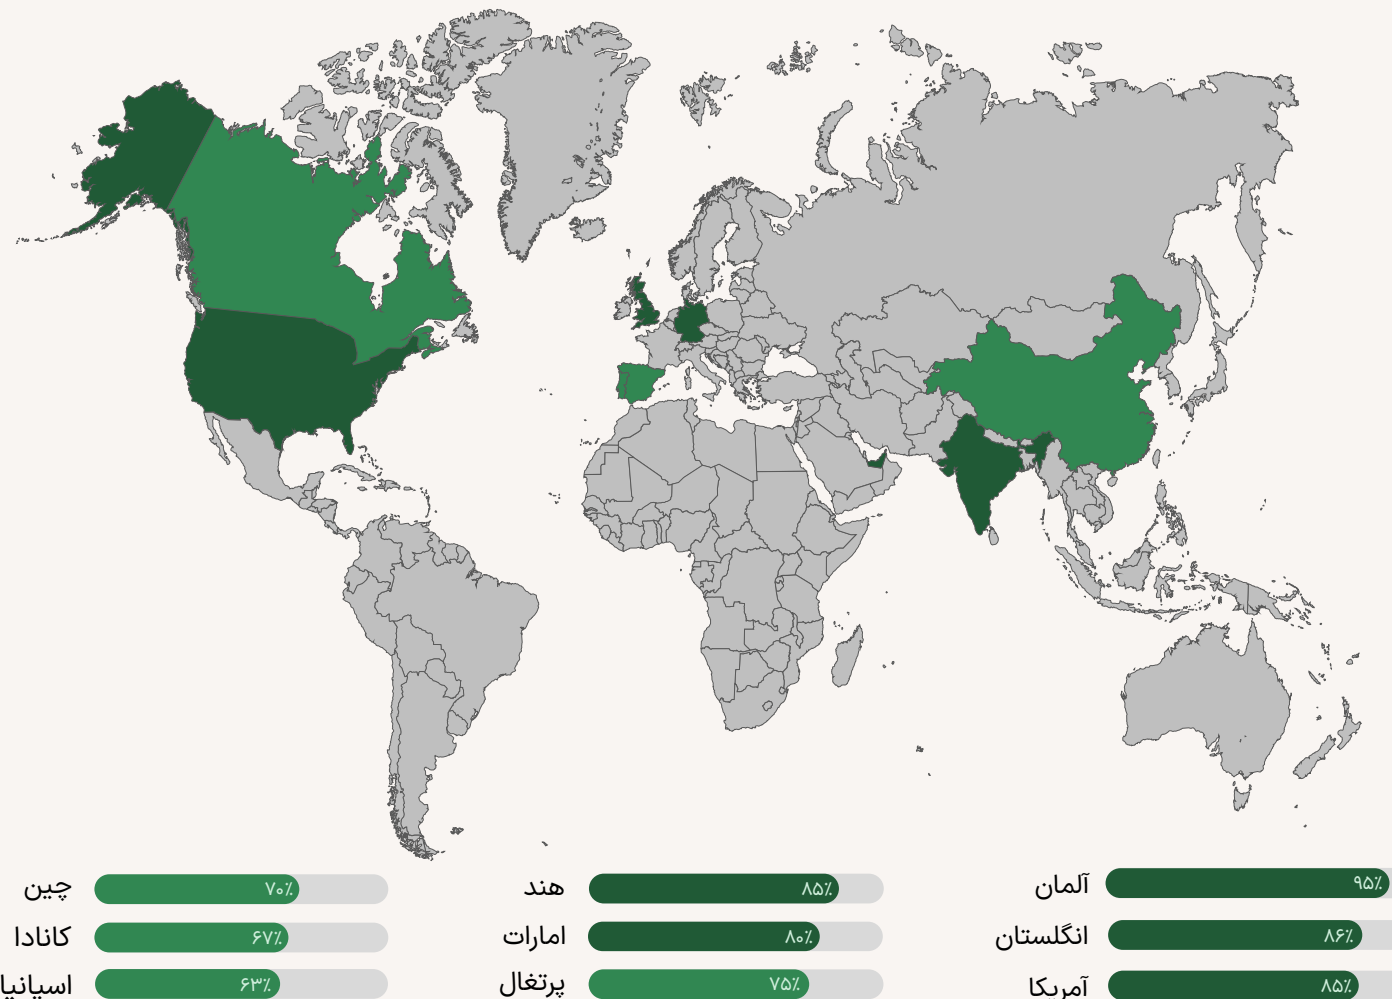 آلمان ۹۵٪
هند ۸۵٪
چین ۷۰٪
انگلستان ۸۶٪
امارات ۸۰٪
کانادا ۶۷٪
آمریکا ۸۵٪
پرتغال ۷۵٪
اسپانیا ۶۳٪